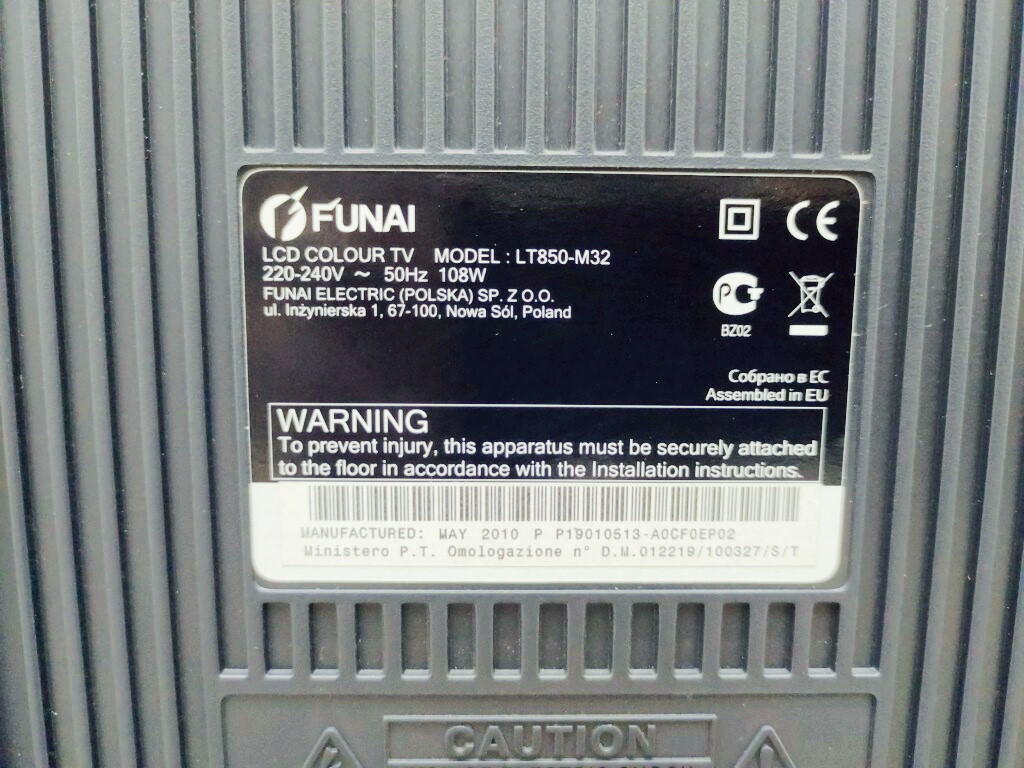 FUNAI
LCD COLOUR TV MODEL : LT850-M32
220-240V ~ 50Hz 108W
FUNAI ELECTRIC (POLSKA) SP. Z O.O.
ul. Inżynierska 1, 67-100, Nowa Sól, Poland
CE
BZ02
Собрано в ЕС
Assembled in EU
WARNING
To prevent injury, this apparatus must be securely attached
to the floor in accordance with the Installation instructions.
MANUFACTURED: MAY 2010 P P19010513-A0CF0EP02
Ministero P.T. Omologazione n° D.M.012219/100327/S/T
CAUTION